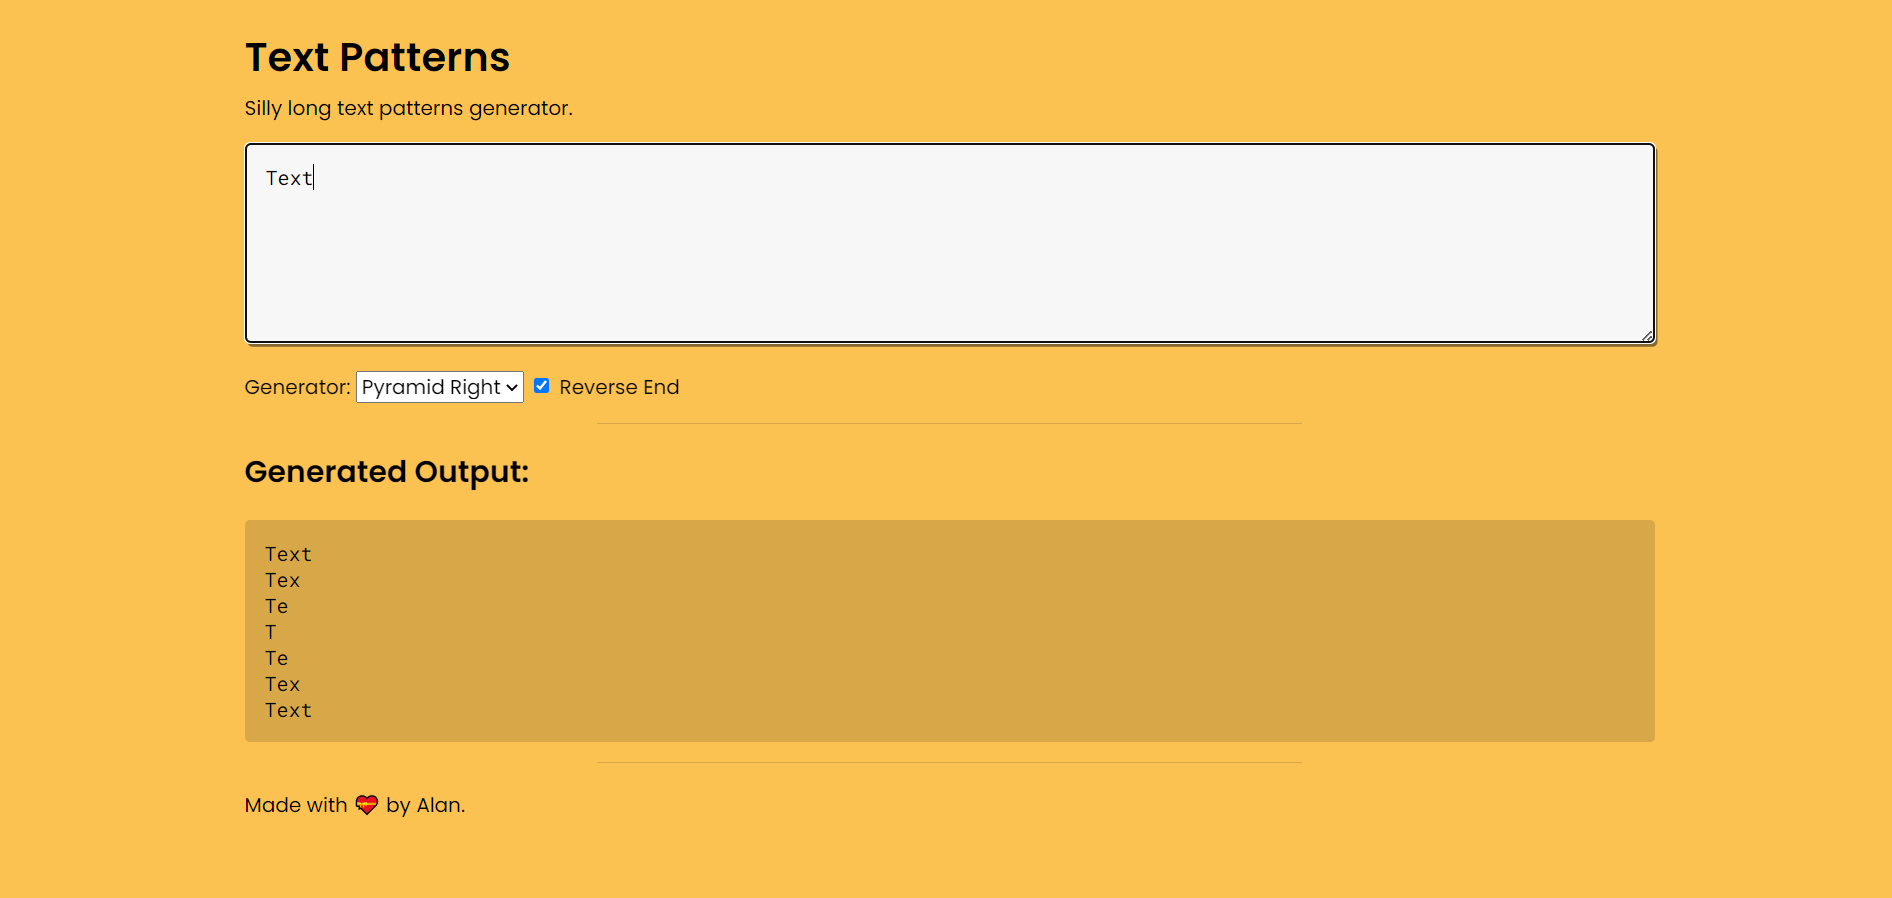 Text Patterns
Silly long text patterns generator.
Text
Generator: Pyramid Right Reverse End
Generated Output:
Text
Tex
Te
T
Te
Tex
Text
Made with by Alan.